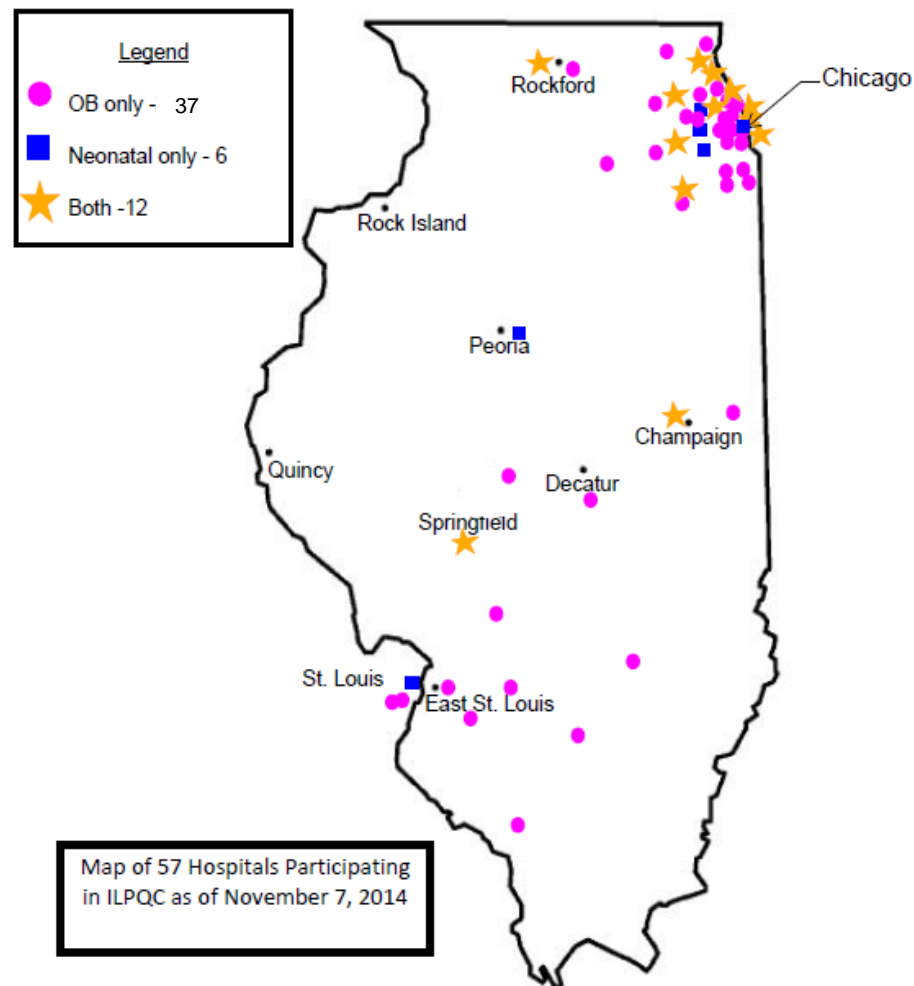 Legend
OB only - 37
Neonatal only - 6
Both -12
Rockford
Chicago
Rock Island
Peoria
Champaign
Quincy
Decatur
Springfield
St. Louis
East St. Louis
Map of 57 Hospitals Participating
in ILPQC as of November 7, 2014